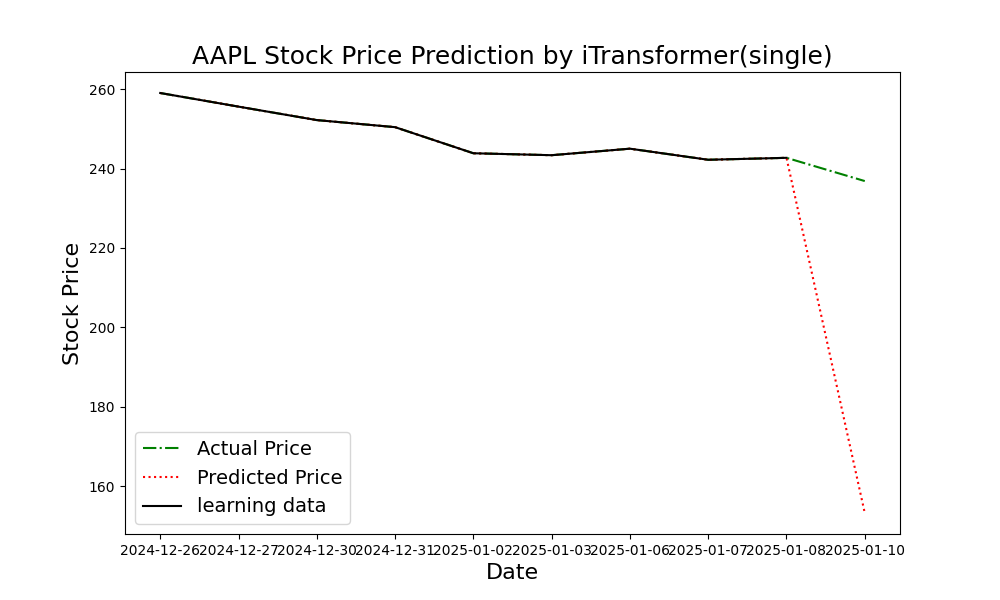 AAPL Stock Price Prediction by iTransformer(single)
260
240
220
200
180
160
Stock Price
Actual Price
Predicted Price
learning data
2024-12-26 2024-12-27 2024-12-30 2024-12-31 2025-01-02 2025-01-03 2025-01-06 2025-01-07 2025-01-08 2025-01-10
Date